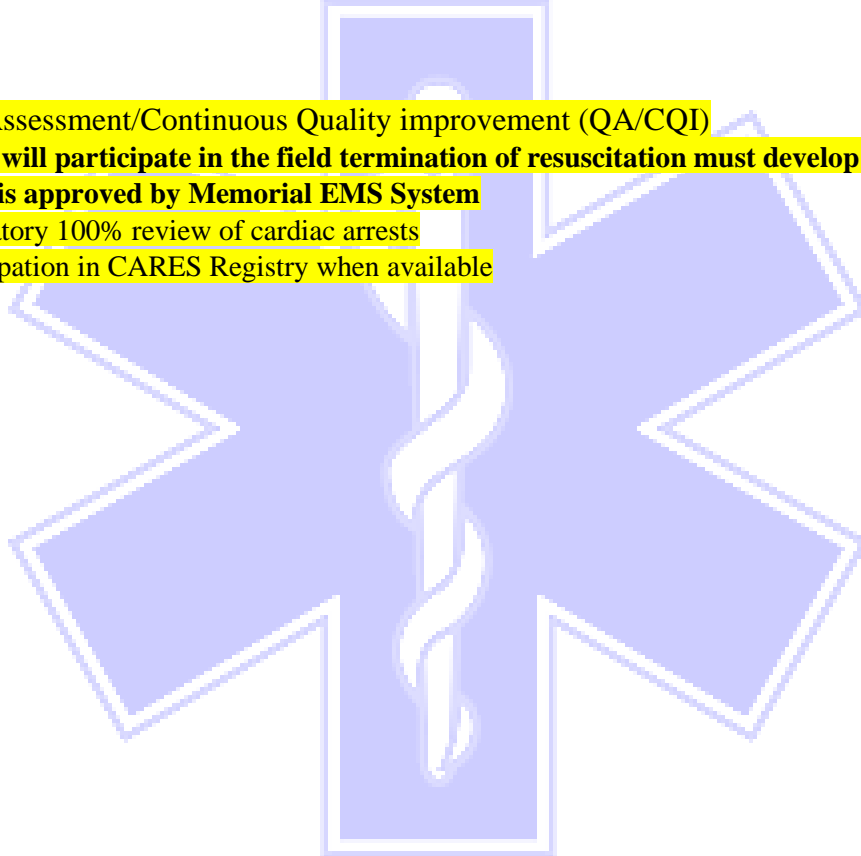 Assessment/Continuous Quality improvement (QA/CQI)
will participate in the field termination of resuscitation must develop
is approved by Memorial EMS System
atory 100% review of cardiac arrests
pation in CARES Registry when available